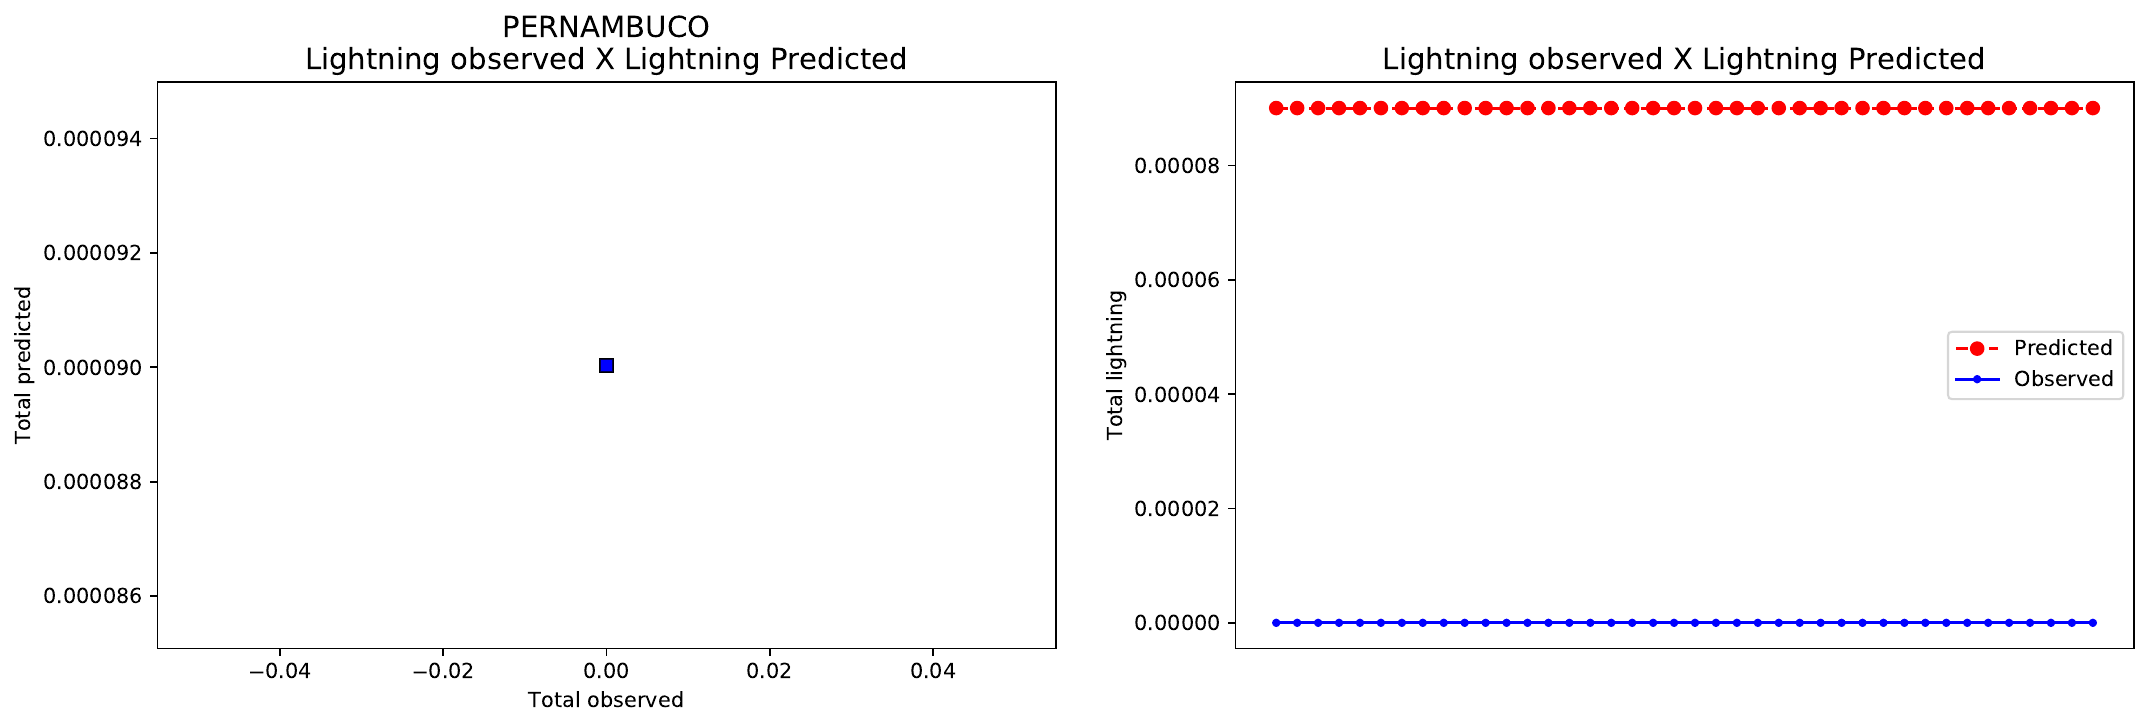 PERNAMBUCO
Lightning observed X Lightning Predicted
0.000094
0.000092
0.000090
0.000088
0.000086
Total predicted
−0.04
−0.02
0.00
0.02
0.04
Total observed
Lightning observed X Lightning Predicted
0.00008
0.00006
0.00004
0.00002
0.00000
Total lightning
Predicted
Observed